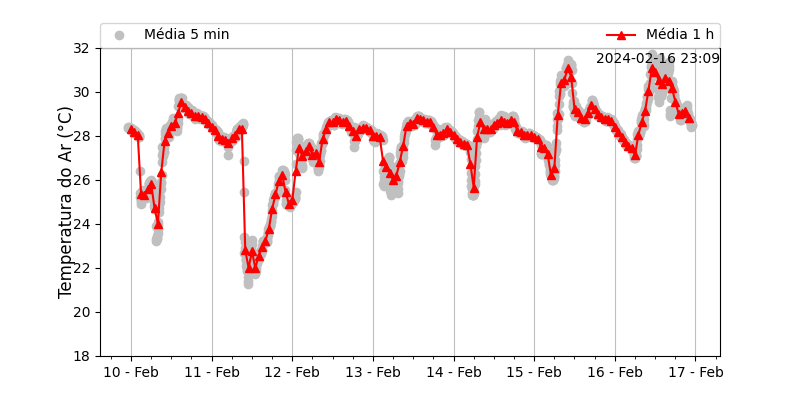 Média 5 min
Média 1 h
2024-02-16 23:09
Temperatura do Ar (°C)
32
30
28
26
24
22
20
18
10 - Feb
11 - Feb
12 - Feb
13 - Feb
14 - Feb
15 - Feb
16 - Feb
17 - Feb